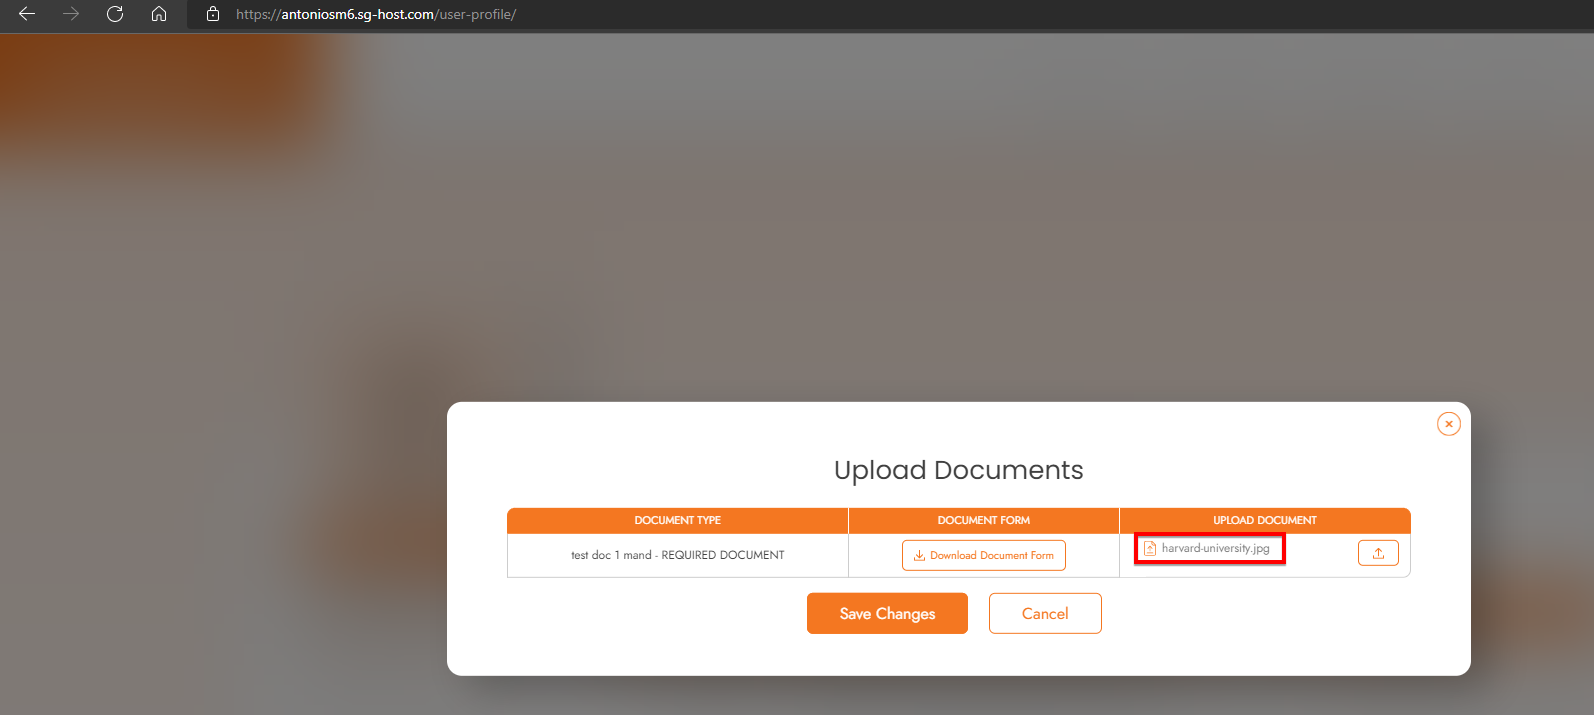 https://antoniosm6.sg-host.com/user-profile/
Upload Documents
DOCUMENT TYPE DOCUMENT FORM UPLOAD DOCUMENT
test doc 1 mand - REQUIRED DOCUMENT Download Document Form harvard-university.jpg
Save Changes Cancel